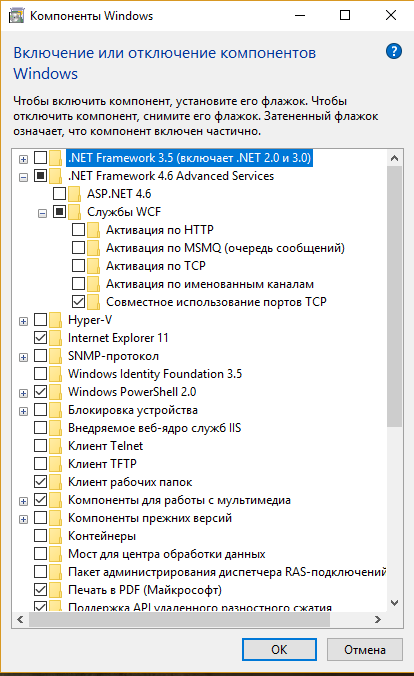 Компоненты Windows
Включение или отключение компонентов
Windows
Чтобы включить компонент, установите его флажок. Чтобы
отключить компонент, снимите его флажок. Затененный флажок
означает, что компонент включен частично.
.NET Framework 3.5 (включает .NET 2.0 и 3.0)
.NET Framework 4.6 Advanced Services
ASP.NET 4.6
Службы WCF
Активация по HTTP
Активация по MSMQ (очередь сообщений)
Активация по TCP
Активация по именованным каналам
Совместное использование портов TCP
Hyper-V
Internet Explorer 11
SNMP-протокол
Windows Identity Foundation 3.5
Windows PowerShell 2.0
Блокировка устройства
Внедряемое веб-ядро служб IIS
Клиент Telnet
Клиент TFTP
Клиент рабочих папок
Компоненты для работы с мультимедиа
Компоненты прежних версий
Контейнеры
Мост для центра обработки данных
Пакет администрирования диспетчера RAS-подключений
Печать в PDF (Майкрософт)
Поддержка API удаленного разностного сжатия
ОК
Отмена